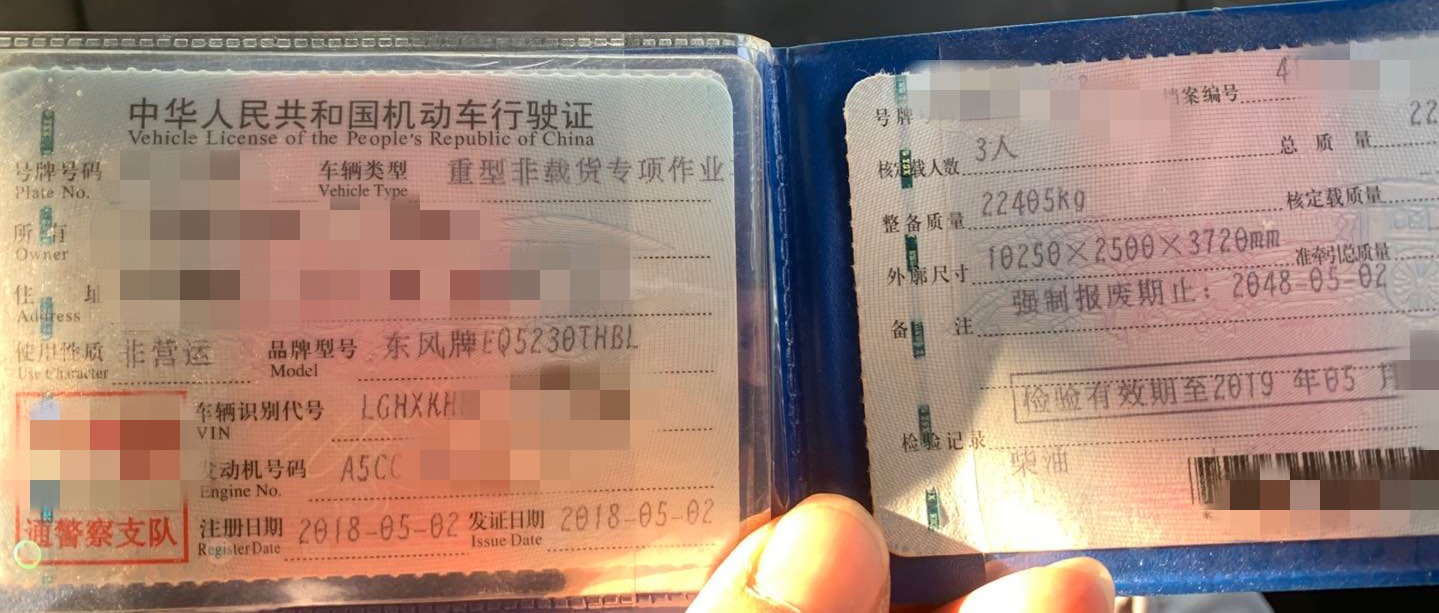 中华人民共和国机动车行驶证
Vehicle License of the People's Republic of China
号牌号码 车辆类型 重型非载货专项作业
Plate No. Vehicle Type
所有
Owner
住 址
Address
使用性质 非营运 品牌型号 东风牌EQ5230THBL
Use Character Model
车辆识别代号 LGHXKH
VIN
发动机号码 A5CC
Engine No.
注册日期 2018-05-02 发证日期 2018-05-02
Register Date Issue Date
通警察支队
号牌 档案编号 4
核定载人数 3人 总质量 22
整备质量 22405kg 核定载质量
外廓尺寸 10250×2500×3720mm 准牵引总质量
备注 强制报废期止：2048-05-02
检验有效期至2019 年05 月
检验记录
柴油